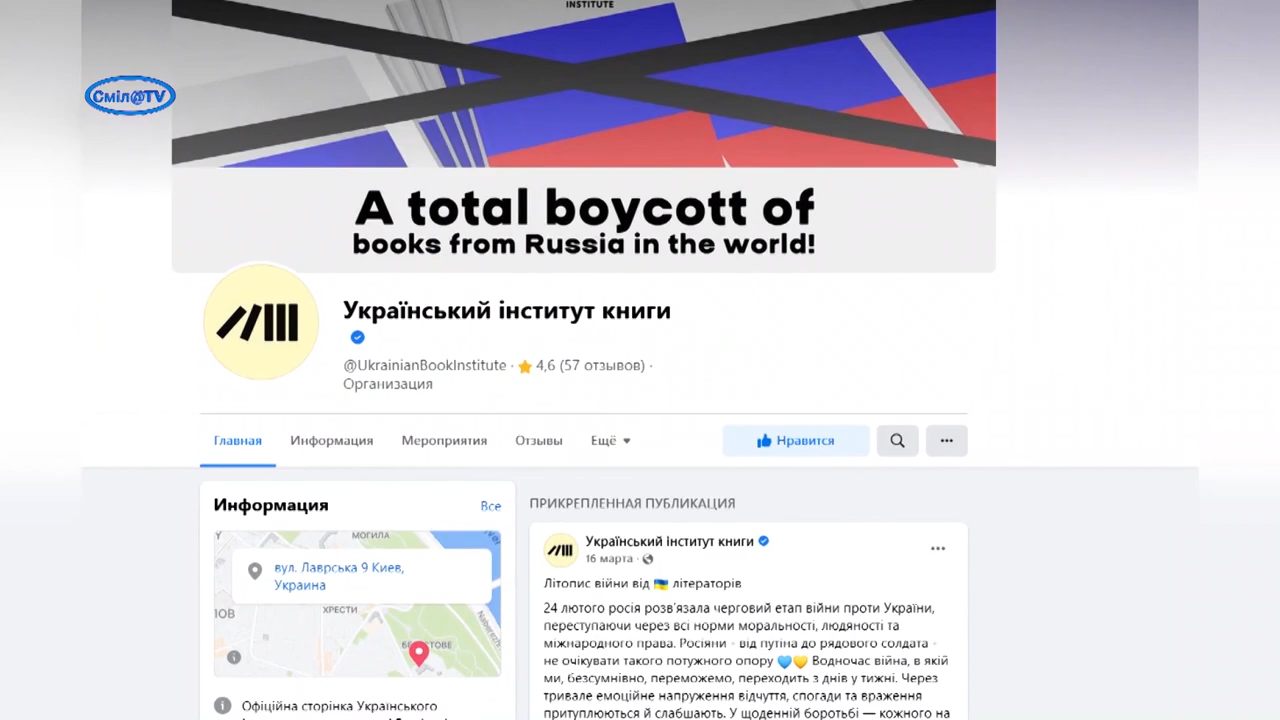 INSTITUTE
Сміл@TV
A total boycott of
books from Russia in the world!
Український інститут книги
@UkrainianBookInstitute · 4,6 (57 отзывов) ·
Организация
Главная
Информация
Мероприятия
Отзывы
Ещё
Нравится
Информация
Все
МОГИЛА
вул. Лаврська 9 Киев,
Украина
ХРЕСТИ
Офіційна сторінка Українського
ПРИКРЕПЛЕННАЯ ПУБЛИКАЦИЯ
Український інститут книги
16 марта ·
Літопис війни від 🇺🇦 літераторів
24 лютого росія розв'язала черговий етап війни проти України,
переступаючи через всі норми моральності, людяності та
міжнародного права. Росіяни - від путіна до рядового солдата -
не очікувати такого потужного опору 💙💛 Водночас війна, в якій
ми, безсумнівно, переможемо, переходить з днів у тижні. Через
тривале емоційне напруження відчуття, спогади та враження
притуплюються й слабшають. У щоденній боротьбі — кожного на